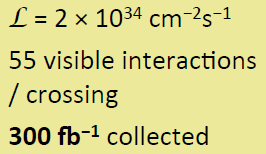 ℒ = 2 × 10³⁴ cm⁻²s⁻¹
55 visible interactions
/ crossing
300 fb⁻¹ collected